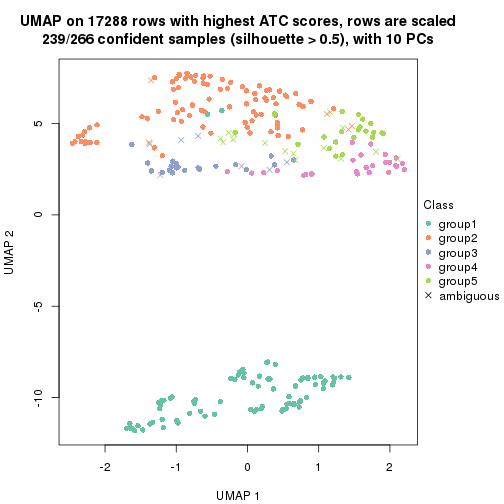 UMAP on 17288 rows with highest ATC scores, rows are scaled
239/266 confident samples (silhouette > 0.5), with 10 PCs
UMAP 2
5
0
-5
-10
-2
-1
0
1
2
UMAP 1
Class
group1
group2
group3
group4
group5
ambiguous